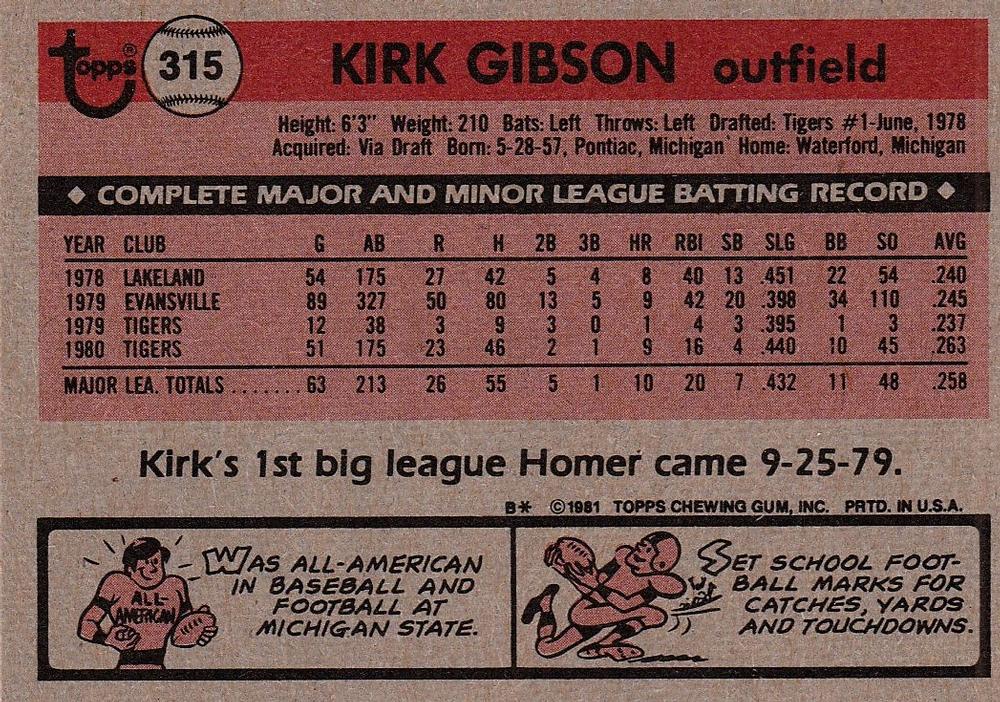 Topps® 315 KIRK GIBSON outfield
Height: 6'3" Weight: 210 Bats: Left Throws: Left Drafted: Tigers #1-June, 1978
Acquired: Via Draft Born: 5-28-57, Pontiac, Michigan Home: Waterford, Michigan
◆ COMPLETE MAJOR AND MINOR LEAGUE BATTING RECORD ◆
YEAR CLUB G AB R H 2B 3B HR RBI SB SLG BB SO AVG
1978 LAKELAND 54 175 27 42 5 4 8 40 13 .451 22 54 .240
1979 EVANSVILLE 89 327 50 80 13 5 9 42 20 .398 34 110 .245
1979 TIGERS 12 38 3 9 3 0 1 4 3 .395 1 3 .237
1980 TIGERS 51 175 23 46 2 1 9 16 4 .440 10 45 .263
MAJOR LEA. TOTALS ....... 63 213 26 55 5 1 10 20 7 .432 11 48 .258
Kirk's 1st big league Homer came 9-25-79.
B* ©1981 TOPPS CHEWING GUM, INC. PRTD. IN U.S.A.
ALL-
AMERICAN
WAS ALL-AMERICAN
IN BASEBALL AND
FOOTBALL AT
MICHIGAN STATE.
SET SCHOOL FOOT-
BALL MARKS FOR
CATCHES, YARDS
AND TOUCHDOWNS.